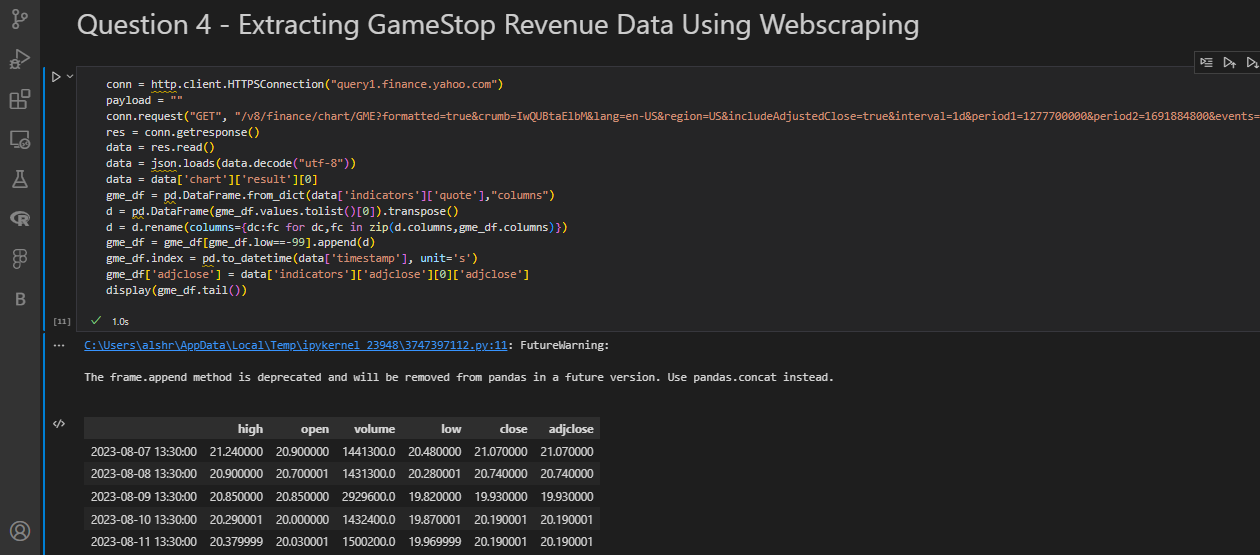 Question 4 - Extracting GameStop Revenue Data Using Webscraping
conn = http.client.HTTPSConnection("query1.finance.yahoo.com")
payload = ""
conn.request("GET", "/v8/finance/chart/GME?formatted=true&crumb=IwQUBtaElbM&lang=en-US&region=US&includeAdjustedClose=true&interval=1d&period1=1277700000&period2=1691884800&events=
res = conn.getresponse()
data = res.read()
data = json.loads(data.decode("utf-8"))
data = data['chart']['result'][0]
gme_df = pd.DataFrame.from_dict(data['indicators']['quote'],"columns")
d = pd.DataFrame(gme_df.values.tolist()[0]).transpose()
d = d.rename(columns={dc:fc for dc,fc in zip(d.columns,gme_df.columns)})
gme_df = gme_df[gme_df.low==-99].append(d)
gme_df.index = pd.to_datetime(data['timestamp'], unit='s')
gme_df['adjclose'] = data['indicators']['adjclose'][0]['adjclose']
display(gme_df.tail())
[11] 1.0s
C:\Users\alshr\AppData\Local\Temp\ipykernel_23948\3747397112.py:11: FutureWarning:
The frame.append method is deprecated and will be removed from pandas in a future version. Use pandas.concat instead.
high open volume low close adjclose
2023-08-07 13:30:00 21.240000 20.900000 1441300.0 20.480000 21.070000 21.070000
2023-08-08 13:30:00 20.900000 20.700001 1431300.0 20.280001 20.740000 20.740000
2023-08-09 13:30:00 20.850000 20.850000 2929600.0 19.820000 19.930000 19.930000
2023-08-10 13:30:00 20.290001 20.000000 1432400.0 19.870001 20.190001 20.190001
2023-08-11 13:30:00 20.379999 20.030001 1500200.0 19.969999 20.190001 20.190001
R
B